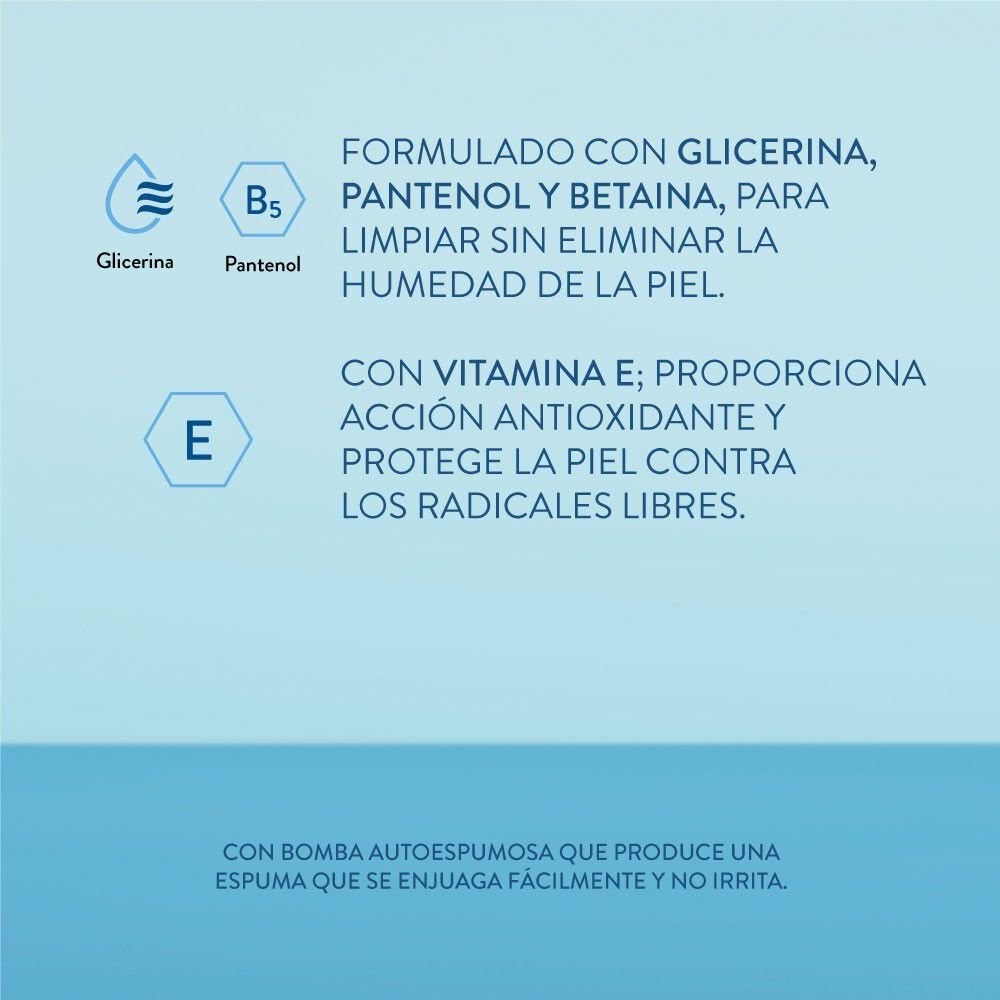 FORMULADO CON GLICERINA,
PANTENOL Y BETAINA, PARA
LIMPIAR SIN ELIMINAR LA
HUMEDAD DE LA PIEL.
B5
Glicerina
Pantenol
CON VITAMINA E; PROPORCIONA
ACCIÓN ANTIOXIDANTE Y
PROTEGE LA PIEL CONTRA
LOS RADICALES LIBRES.
E
CON BOMBA AUTOESPUMOSA QUE PRODUCE UNA
ESPUMA QUE SE ENJUAGA FÁCILMENTE Y NO IRRITA.